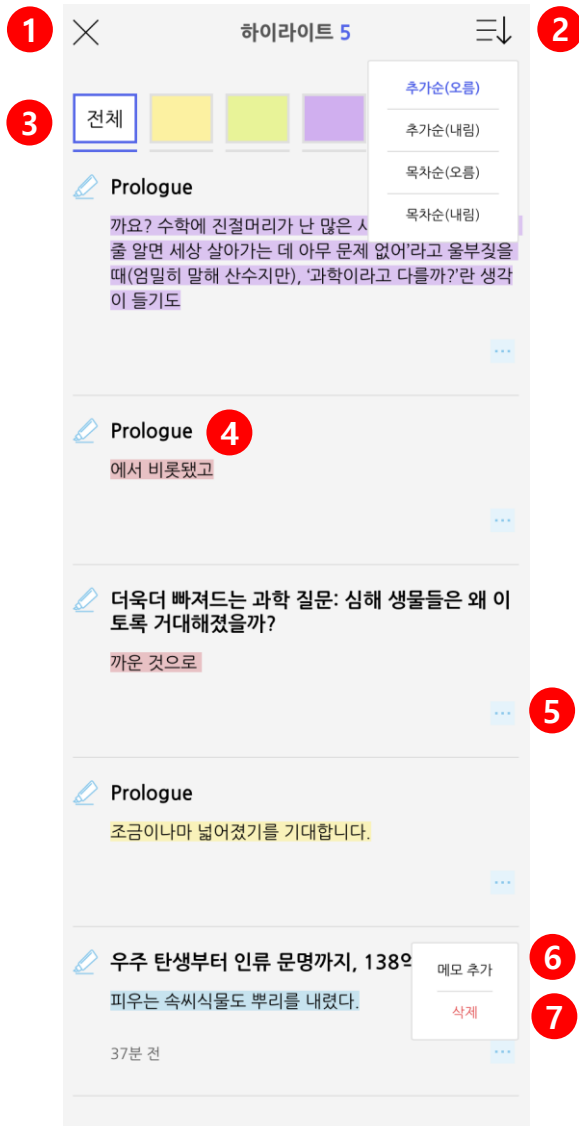 1
하이라이트 5
2
추가순(오름)
추가순(내림)
목차순(오름)
목차순(내림)
3
전체
Prologue
까요? 수학에 진절머리가 난 많은
줄 알면 세상 살아가는 데 아무 문제 없어'라고 울부짖을
때(엄밀히 말해 산수지만), '과학이라고 다를까?'란 생각
이 들기도
...
Prologue
4
에서 비롯됐고
...
더욱더 빠져드는 과학 질문: 심해 생물들은 왜 이
토록 거대해졌을까?
까운 것으로
...
5
Prologue
조금이나마 넓어졌기를 기대합니다.
...
우주 탄생부터 인류 문명까지, 138억
메모 추가
6
피우는 속씨식물도 뿌리를 내렸다.
삭제
7
37분 전
...